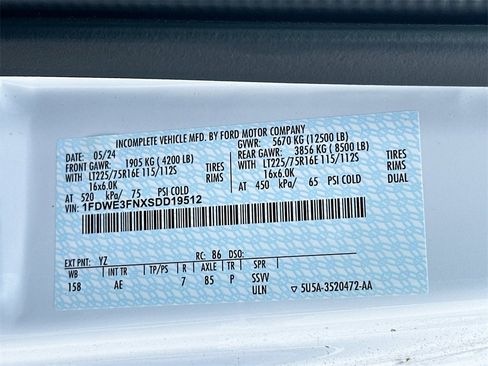 INCOMPLETE VEHICLE MFD. BY FORD MOTOR COMPANY
DATE: 05/24 GVWR: 5670 KG (12500 LB)
FRONT GAWR: 1905 KG ( 4200 LB) REAR GAWR: 3856 KG ( 8500 LB)
WITH LT225/75R16E 115/112S TIRES WITH LT225/75R16E 115/112S TIRES
16x6.0K RIMS 16x6.0K RIMS
AT 520 kPa/ 75 PSI COLD AT 450 kPa/ 65 PSI COLD
VIN: 1FDWE3FNXSDD19512
EXT PNT: YZ RC: 86 DSO:
WB INT TR TP/PS R AXLE TR SPR
158 AE 7 85 P SSVV
ULN 5U5A-3520472-AA